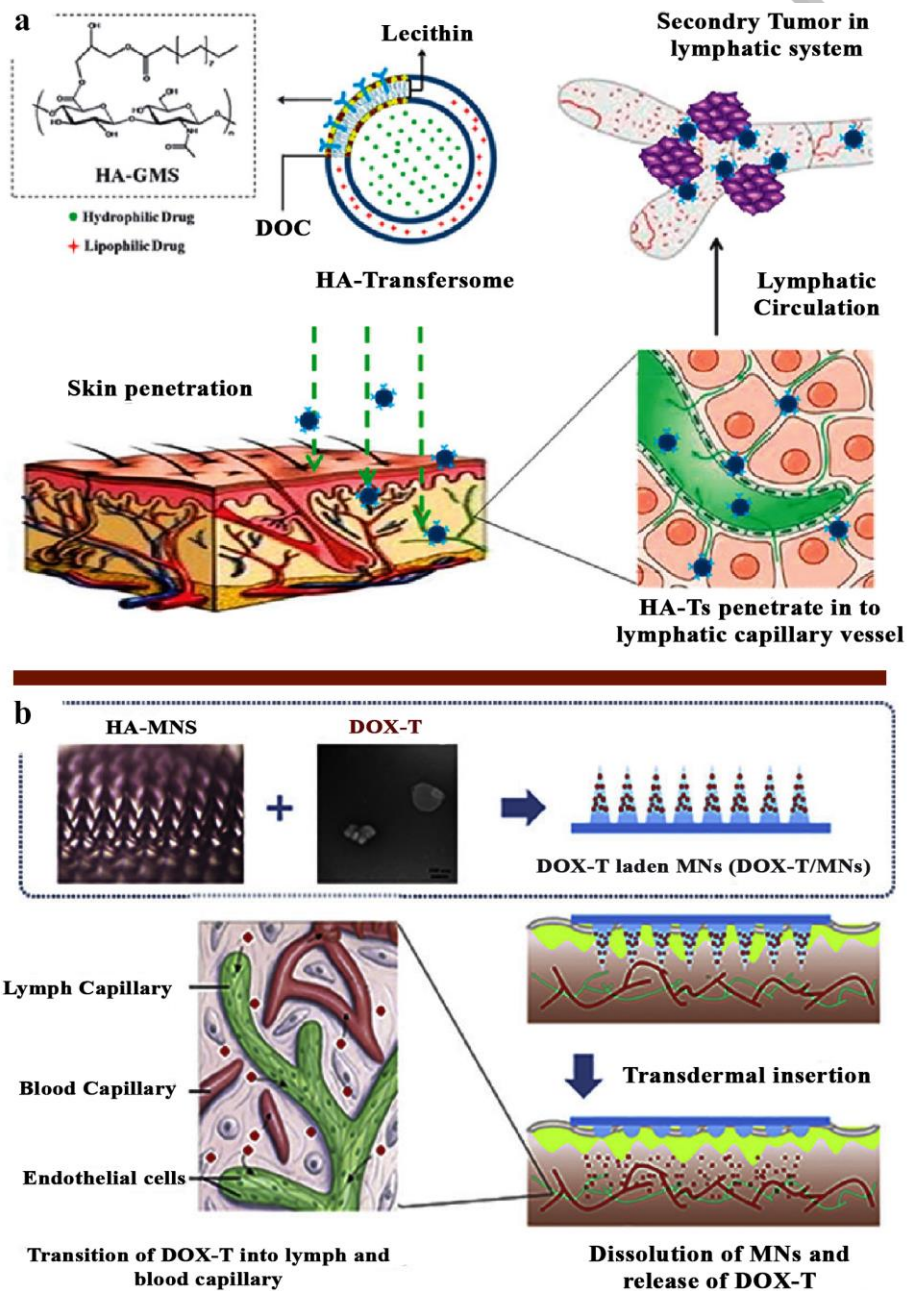 a
Lecithin
Secondry Tumor in
lymphatic system
HA-GMS
Hydrophilic Drug
Lipophilic Drug
DOC
HA-Transfersome
Lymphatic
Circulation
Skin penetration
HA-Ts penetrate in to
lymphatic capillary vessel
b
HA-MNS
DOX-T
+
DOX-T laden MNs (DOX-T/MNs)
Lymph Capillary
Blood Capillary
Endothelial cells
Transdermal insertion
Transition of DOX-T into lymph and
blood capillary
Dissolution of MNs and
release of DOX-T